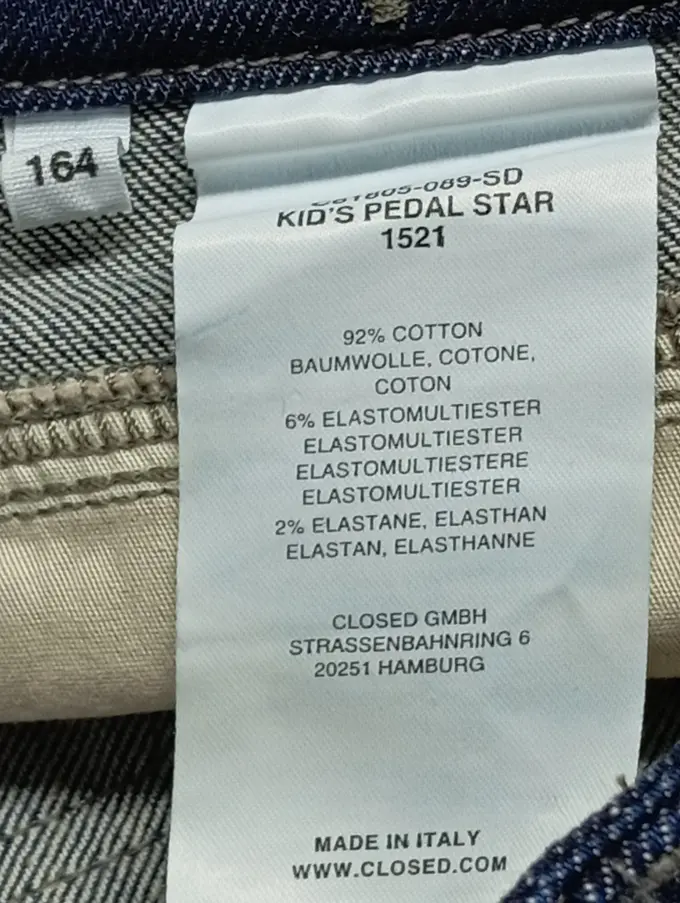 164
KID'S PEDAL STAR
1521
92% COTTON
BAUMWOLLE, COTONE,
COTON
6% ELASTOMULTIESTER
ELASTOMULTIESTER
ELASTOMULTIESTERE
ELASTOMULTIESTER
2% ELASTANE, ELASTHAN
ELASTAN, ELASTHANNE
CLOSED GMBH
STRASSENBAHNRING 6
20251 HAMBURG
MADE IN ITALY
WWW.CLOSED.COM